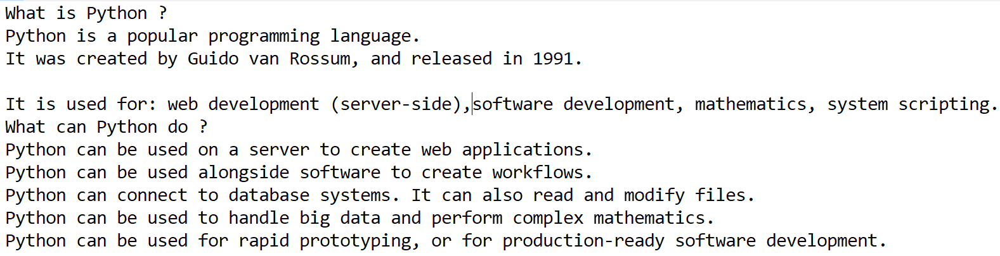 What is Python ?
Python is a popular programming language.
It was created by Guido van Rossum, and released in 1991.

It is used for: web development (server-side),software development, mathematics, system scripting.
What can Python do ?
Python can be used on a server to create web applications.
Python can be used alongside software to create workflows.
Python can connect to database systems. It can also read and modify files.
Python can be used to handle big data and perform complex mathematics.
Python can be used for rapid prototyping, or for production-ready software development.